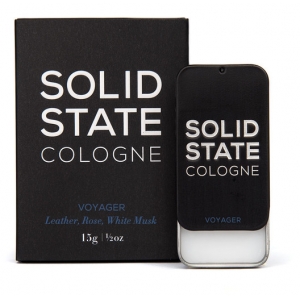 SOLID
STATE
COLOGNE
VOYAGER
Leather, Rose, White Musk
15g | ½oz
SOLID
STATE
COLOGNE
VOYAGER